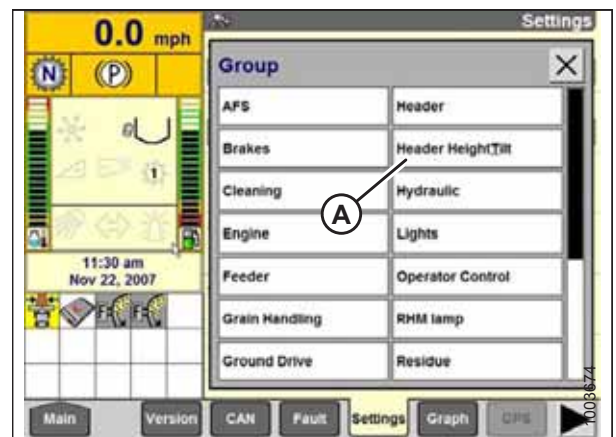 0.0 mph
Settings
N
P
Group
AFS
Header
Brakes
Header Height/Tilt
Cleaning
Hydraulic
1
A
Engine
Lights
11:30 am
Nov 22, 2007
Feeder
Operator Control
Grain Handling
RHM lamp
Ground Drive
Residue
Main
Version
CAN
Fault
Settings
Graph
GPS
1003674